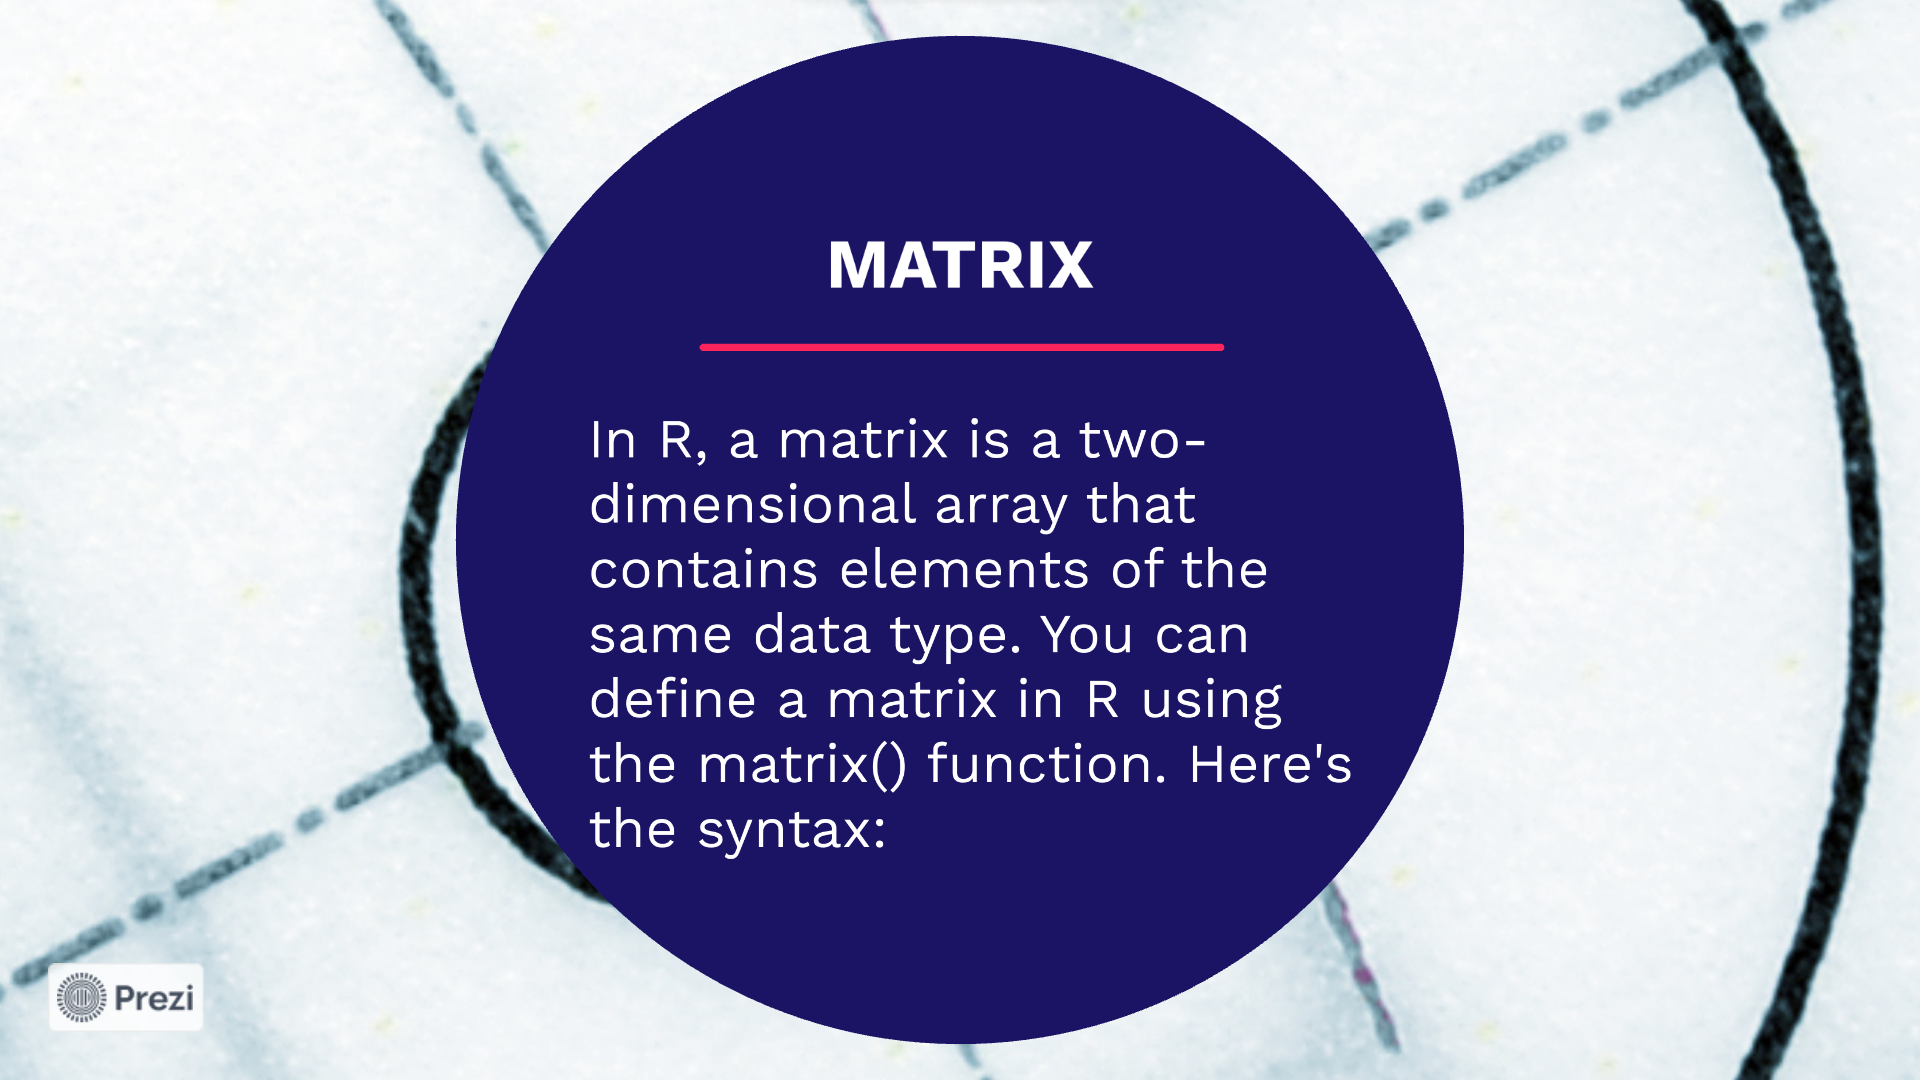 MATRIX
In R, a matrix is a two-
dimensional array that
contains elements of the
same data type. You can
define a matrix in R using
the matrix() function. Here's
the syntax:
Prezi